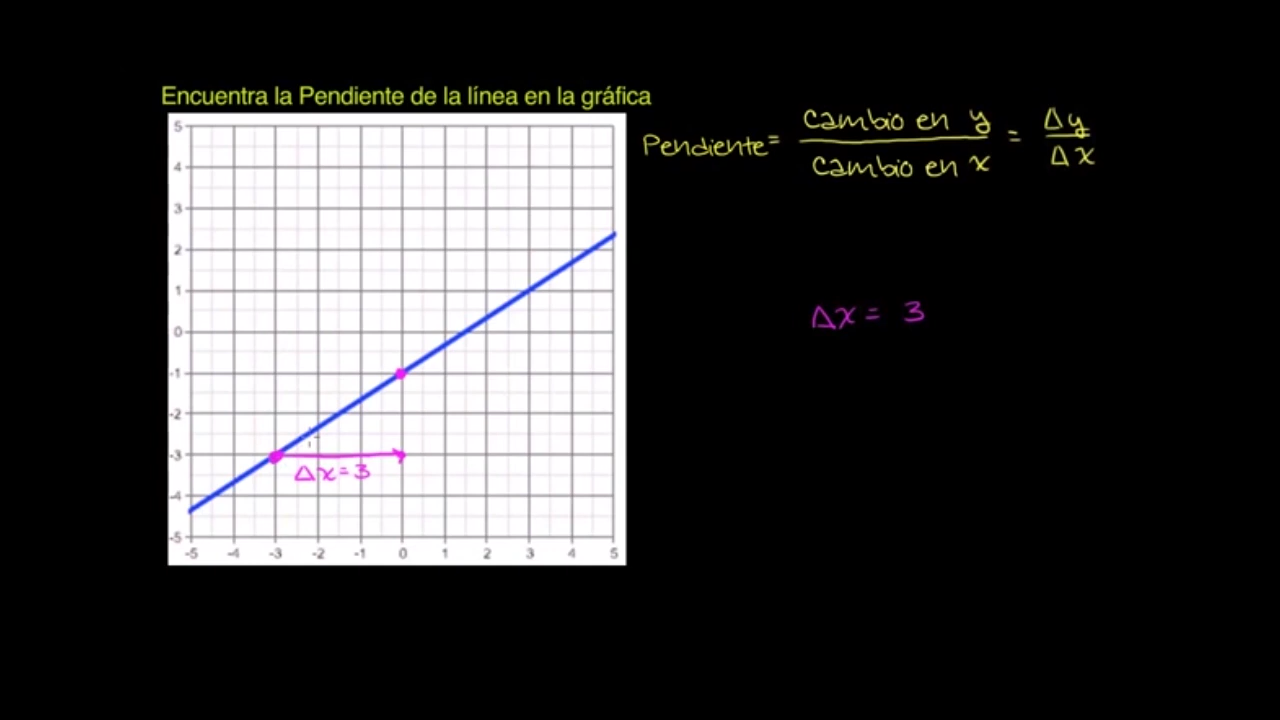 Encuentra la Pendiente de la línea en la gráfica
Pendiente = cambio en y / cambio en x = Δy / Δx
5
4
3
2
1
0
-1
-2
-3
-4
-5
Δx = 3
Δx = 3
-5 -4 -3 -2 -1 0 1 2 3 4 5